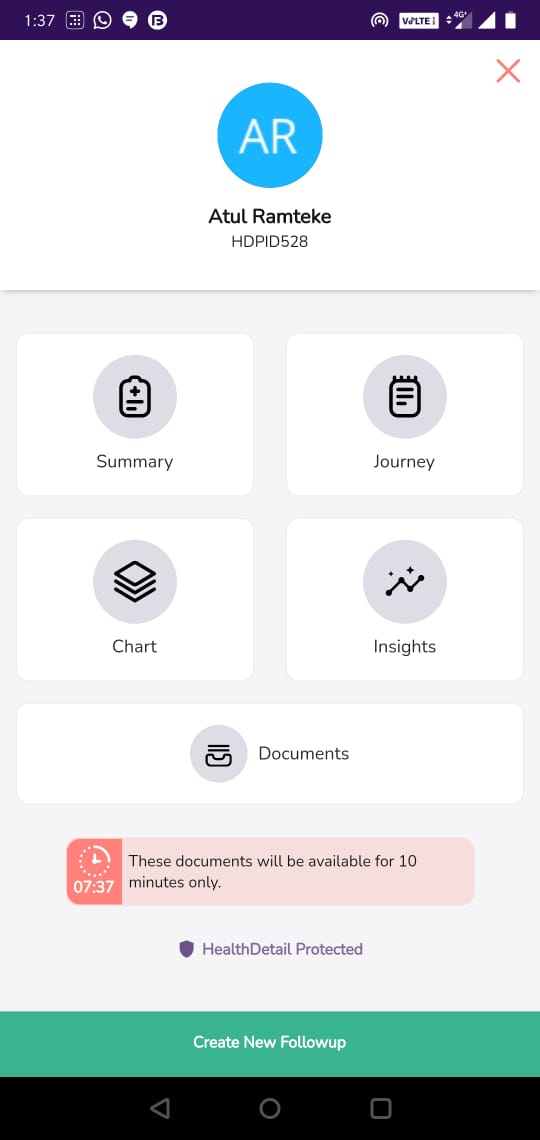 1:37 VoLTE 4G+
AR
Atul Ramteke
HDPID528
Summary
Journey
Chart
Insights
Documents
07:37
These documents will be available for 10
minutes only.
HealthDetail Protected
Create New Followup